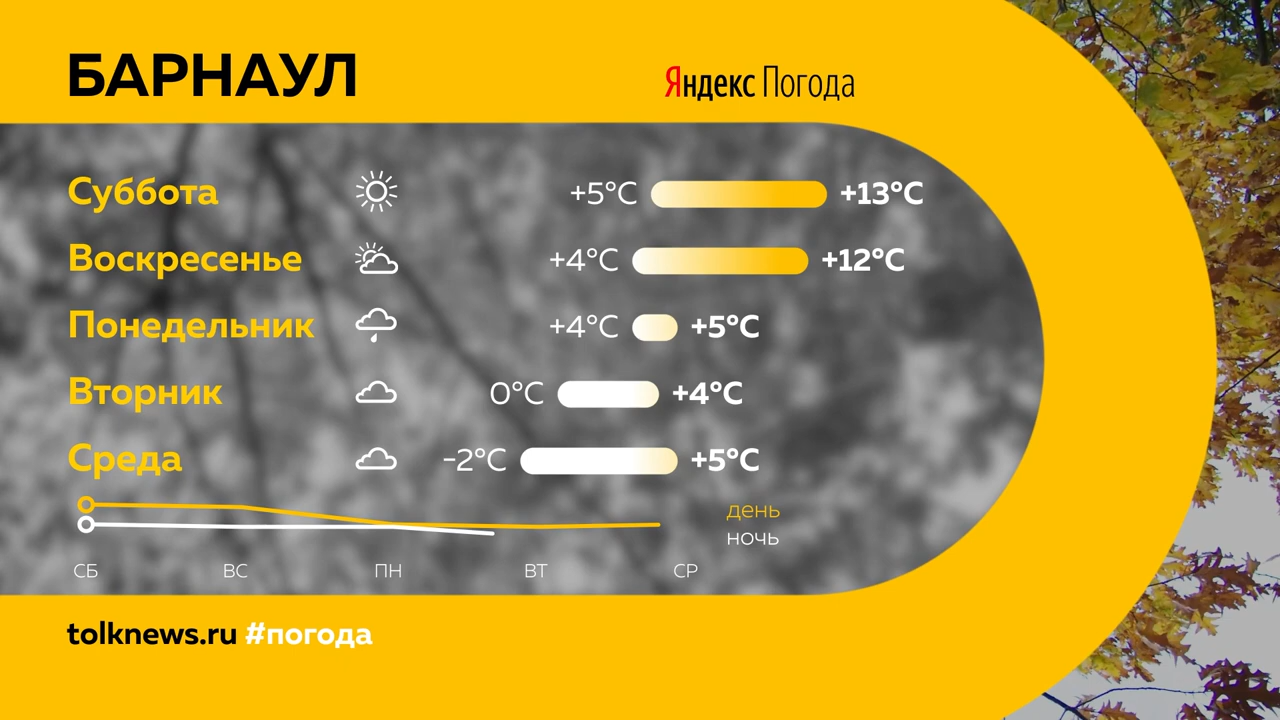 БАРНАУЛ
Яндекс Погода
Суббота +5°C +13°C
Воскресенье +4°C +12°C
Понедельник +4°C +5°C
Вторник 0°C +4°C
Среда -2°C +5°C
день
ночь
СБ ВС ПН ВТ СР
tolknews.ru #погода